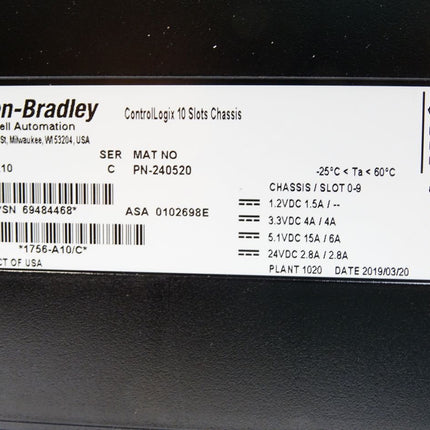 n-Bradley ControlLogix 10 Slots Chassis
ell Automation
St, Milwaukee, WI 53204, USA
SER MAT NO
10 C PN-240520
-25°C < Ta < 60°C
CHASSIS / SLOT 0-9
SN 69484468* ASA 0102698E
1.2VDC 1.5A / --
3.3VDC 4A / 4A
5.1VDC 15A / 6A
24VDC 2.8A / 2.8A
*1756-A10/C*
CT OF USA
PLANT 1020 DATE 2019/03/20